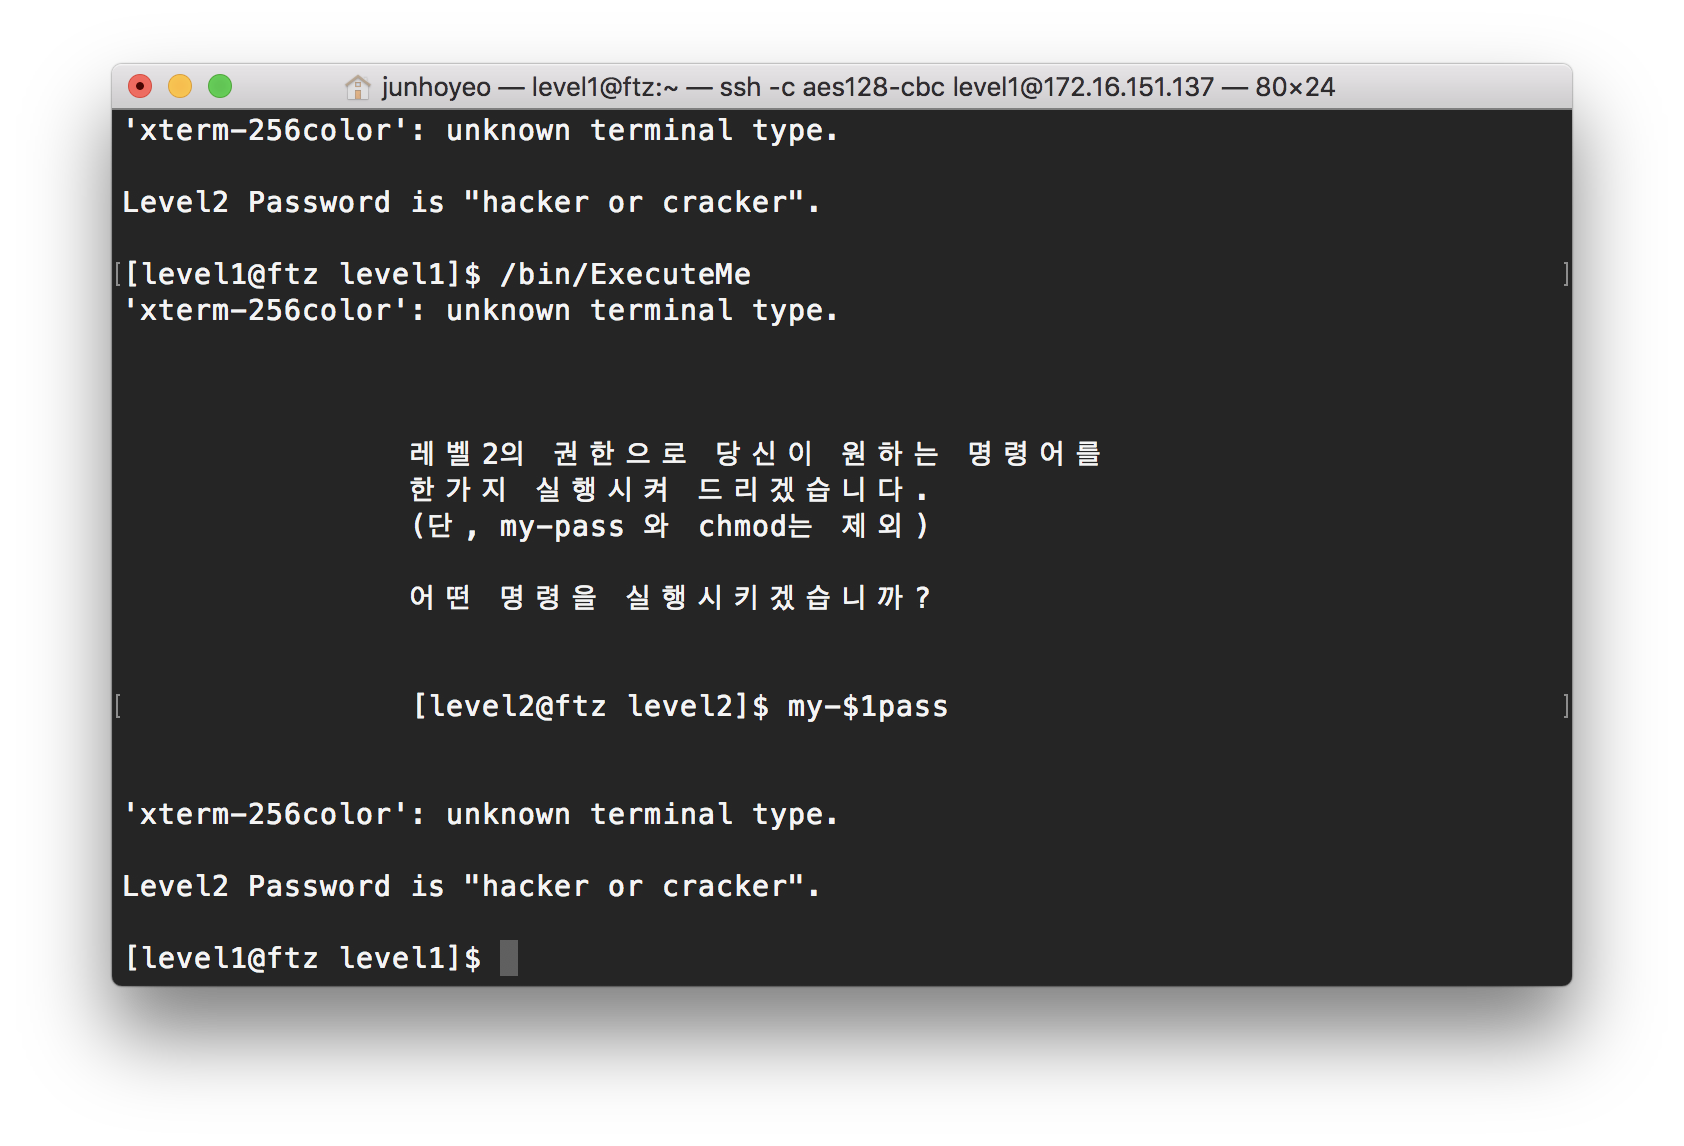 junhoyeo — level1@ftz:~ — ssh -c aes128-cbc level1@172.16.151.137 — 80×24
'xterm-256color': unknown terminal type.
Level2 Password is "hacker or cracker".
[level1@ftz level1]$ /bin/ExecuteMe
'xterm-256color': unknown terminal type.
레벨2의 권한으로 당신이 원하는 명령어를
한가지 실행시켜 드리겠습니다.
(단, my-pass 와 chmod는 제외)
어떤 명령을 실행시키겠습니까?
[level2@ftz level2]$ my-$1pass
'xterm-256color': unknown terminal type.
Level2 Password is "hacker or cracker".
[level1@ftz level1]$